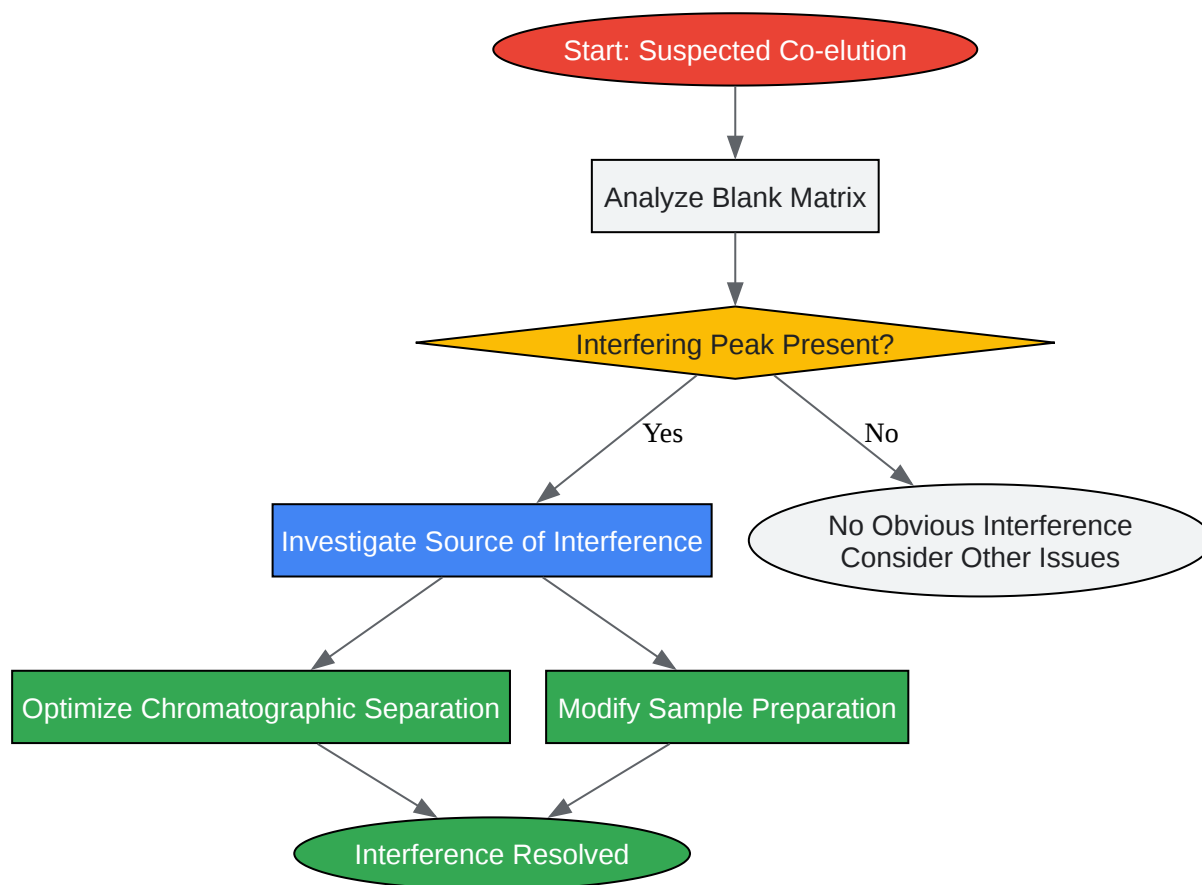 Start: Suspected Co-elution
Analyze Blank Matrix
Interfering Peak Present?
Yes
No
Investigate Source of Interference
No Obvious Interference
Consider Other Issues
Optimize Chromatographic Separation
Modify Sample Preparation
Interference Resolved